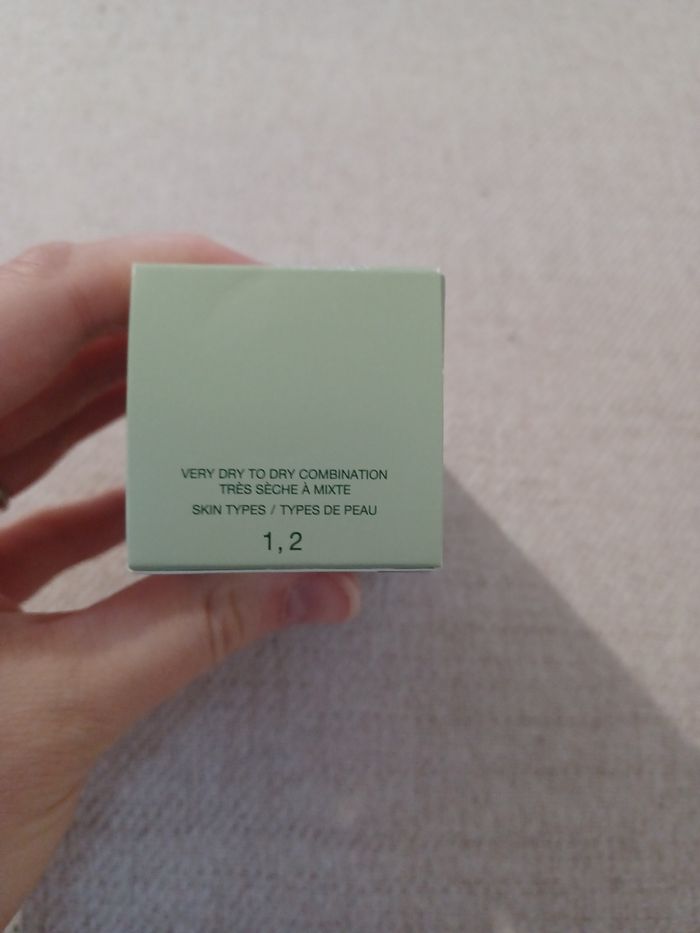 VERY DRY TO DRY COMBINATION
TRÈS SÈCHE À MIXTE
SKIN TYPES / TYPES DE PEAU
1, 2